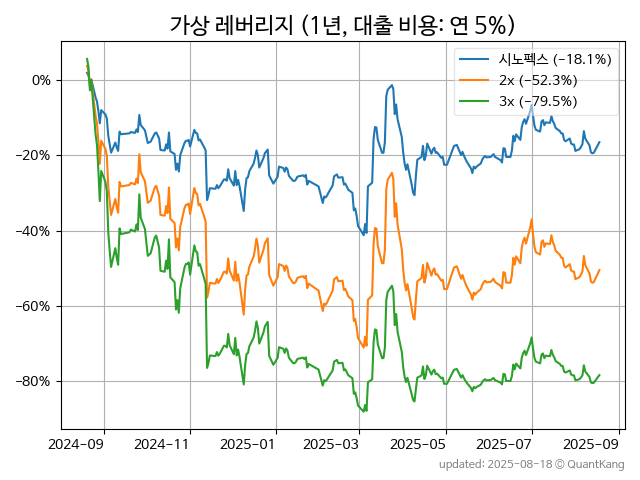 가상 레버리지 (1년, 대출 비용: 연 5%)
시노펙스 (−18.1%)
2x (−52.3%)
3x (−79.5%)
0%
−20%
−40%
−60%
−80%
2024−09 2024−11 2025−01 2025−03 2025−05 2025−07 2025−09
updated: 2025-08-18 © QuantKang